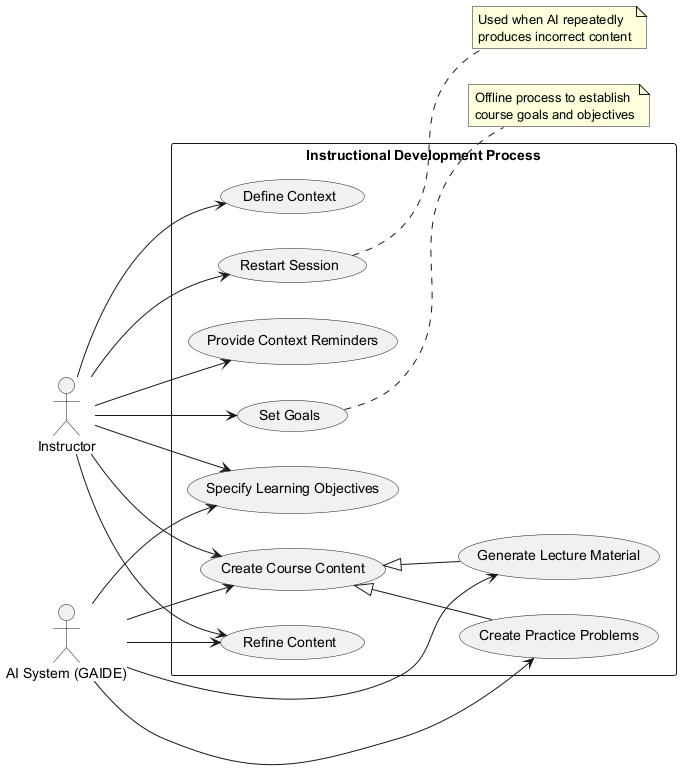 Used when AI repeatedly
produces incorrect content
Offline process to establish
course goals and objectives
Instructional Development Process
Define Context
Restart Session
Provide Context Reminders
Set Goals
Instructor
Specify Learning Objectives
Create Course Content
Generate Lecture Material
Refine Content
Create Practice Problems
AI System (GAIDE)